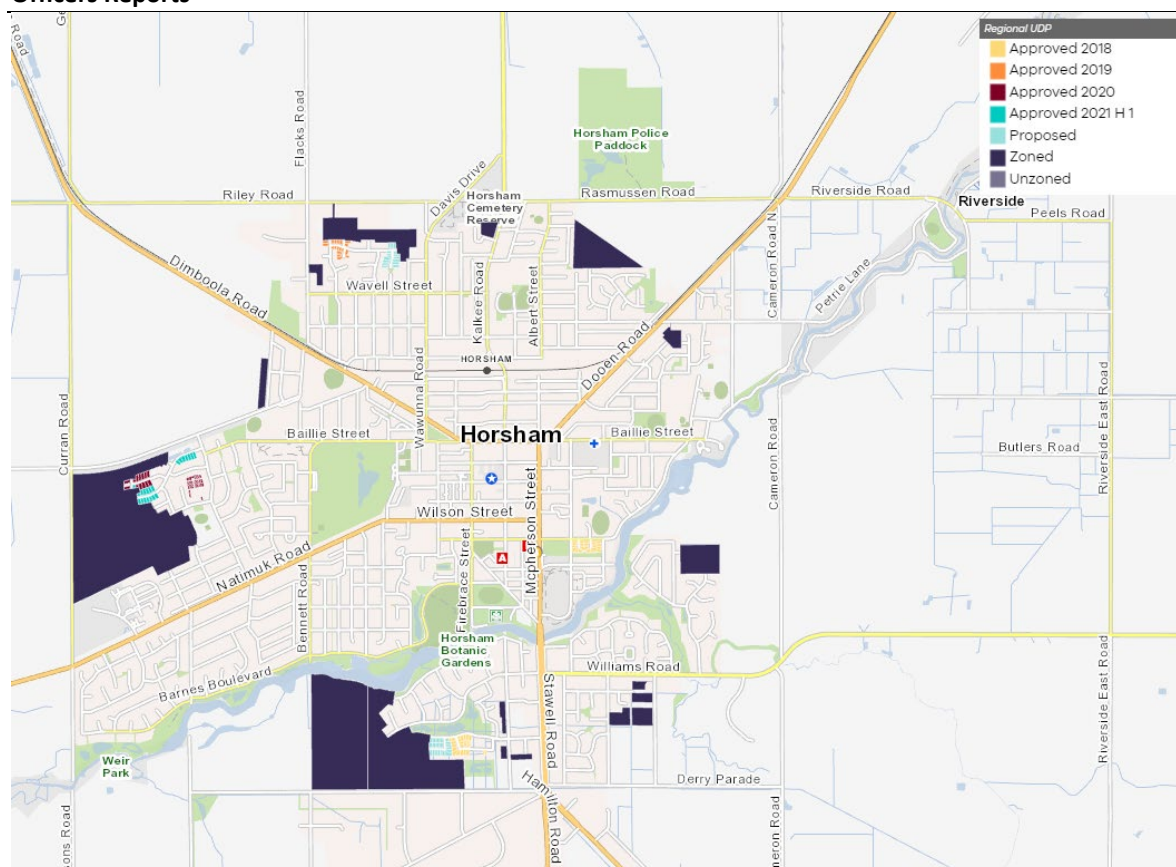 Officers Reports
Regional UDP
Approved 2018
Approved 2019
Approved 2020
Approved 2021 H 1
Proposed
Zoned
Unzoned
Road
Flacks Road
Horsham Police
Paddock
Davis Drive
Riley Road
Horsham
Cemetery
Reserve
Rasmussen Road
Riverside Road
Riverside
Peels Road
Cameron Road N
Petrie Lane
Dimboola Road
Wavell Street
Kalkee Road
Albert Street
HORSHAM
Dooen-Road
Wawunna Road
Curran Road
Baillie Street
Horsham
Baillie Street
Cameron Road
Butlers Road
Riverside East Road
Wilson Street
Mcpherson Street
Natimuk Road
Firebrace Street
A
Bennett Road
Horsham
Botanic
Gardens
Barnes Boulevard
Williams Road
Stawell Road
Riverside East Road
Weir
Park
Derry Parade
Hamilton Road
Cameron Road
ons Road